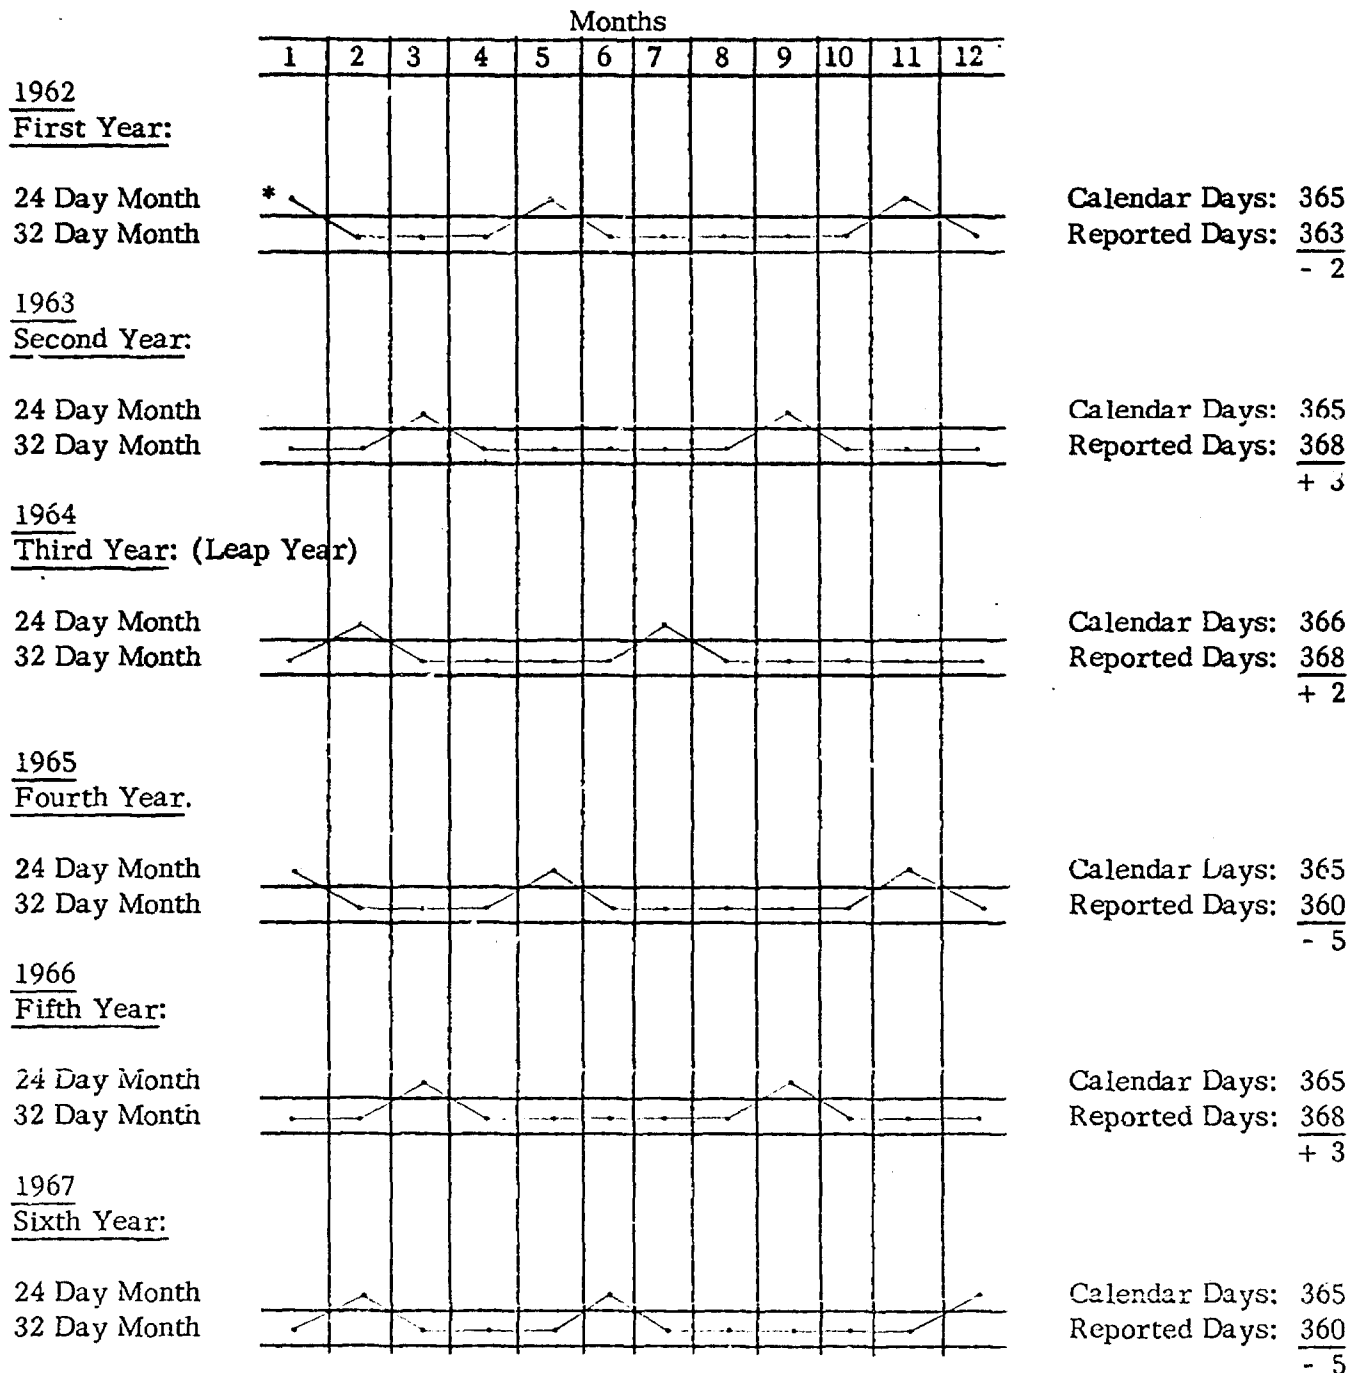 Months
1 2 3 4 5 6 7 8 9 10 11 12
1962
First Year:
24 Day Month * Calendar Days: 365
32 Day Month Reported Days: 363
- 2
1963
Second Year:
24 Day Month Calendar Days: 365
32 Day Month Reported Days: 368
+ 3
1964
Third Year: (Leap Year)
24 Day Month Calendar Days: 366
32 Day Month Reported Days: 368
+ 2
1965
Fourth Year.
24 Day Month Calendar Days: 365
32 Day Month Reported Days: 360
- 5
1966
Fifth Year:
24 Day Month Calendar Days: 365
32 Day Month Reported Days: 368
+ 3
1967
Sixth Year:
24 Day Month Calendar Days: 365
32 Day Month Reported Days: 360
- 5